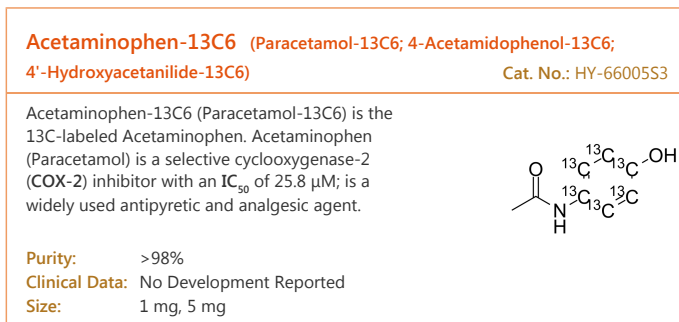 Acetaminophen-13C6 (Paracetamol-13C6; 4-Acetamidophenol-13C6;
4'-Hydroxyacetanilide-13C6) Cat. No.: HY-66005S3
Acetaminophen-13C6 (Paracetamol-13C6) is the
13C-labeled Acetaminophen. Acetaminophen
(Paracetamol) is a selective cyclooxygenase-2
(COX-2) inhibitor with an IC50 of 25.8 μM; is a
widely used antipyretic and analgesic agent.
O
N
H
13C
13C
13C
13C
13C
13C
OH
Purity: >98%
Clinical Data: No Development Reported
Size: 1 mg, 5 mg